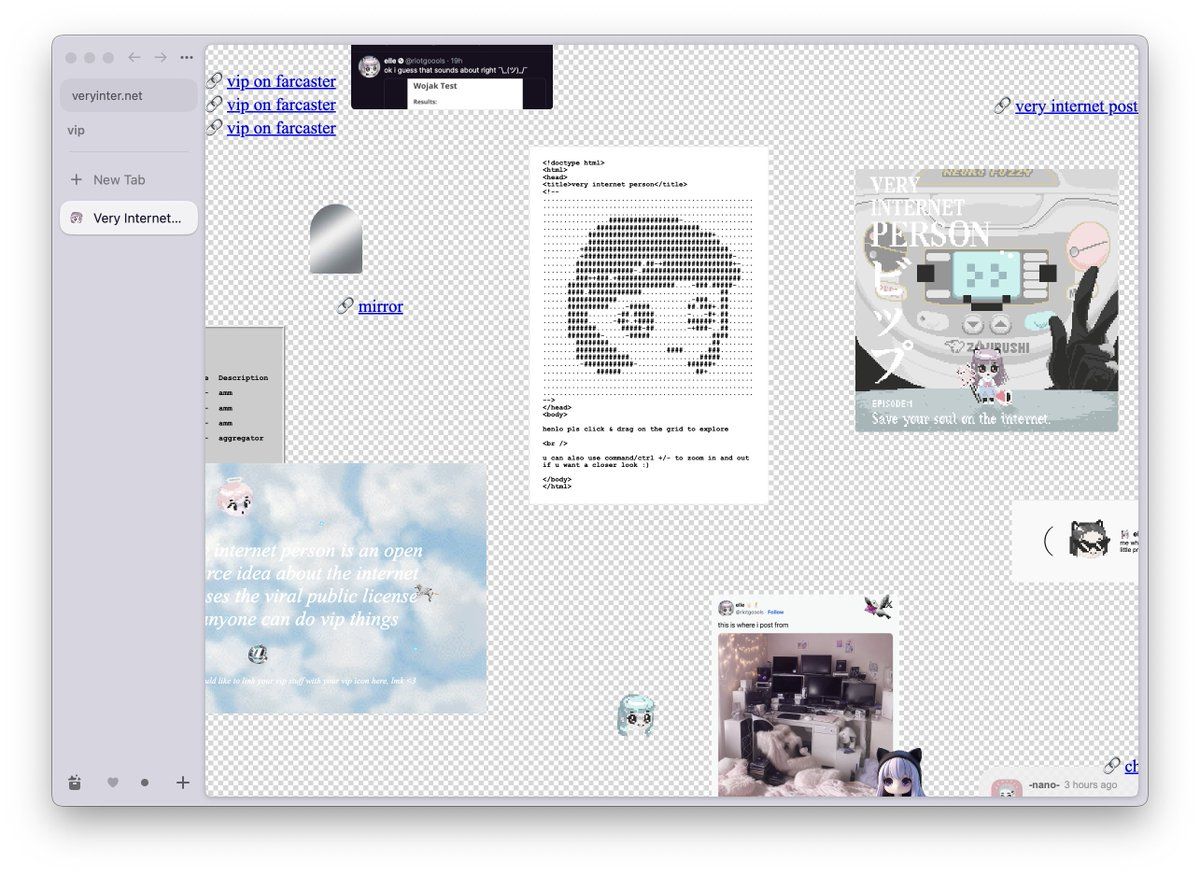 veryinter.net
vip
New Tab
Very Internet...
vip on farcaster
vip on farcaster
vip on farcaster
elle @riotgoools · 19h
ok i guess that sounds about right ¯\_(ツ)_/¯
Wojak Test
Results:
very internet post
mirror
<!doctype html>
<html>
<head>
<title>very internet person</title>
<!--
-->
</head>
<body>
henlo pls click & drag on the grid to explore
<br />
u can also use command/ctrl +/- to zoom in and out
if u want a closer look :)
</body>
</html>
NEURO FUZZY
VERY
INTERNET
PERSON
ビップ
ZOJIRUSHI
EPISODE:1
Save your soul on the internet.
e Description
- amm
- amm
- amm
- aggregator
internet person is an open
rce idea about the internet
ses the viral public license
nyone can do vip things
uld like to link your vip stuff with your vip icon here, lmk <3
(
el
me wh
little pr
elle
@riotgoools · Follow
this is where i post from
ch
-nano- 3 hours ago